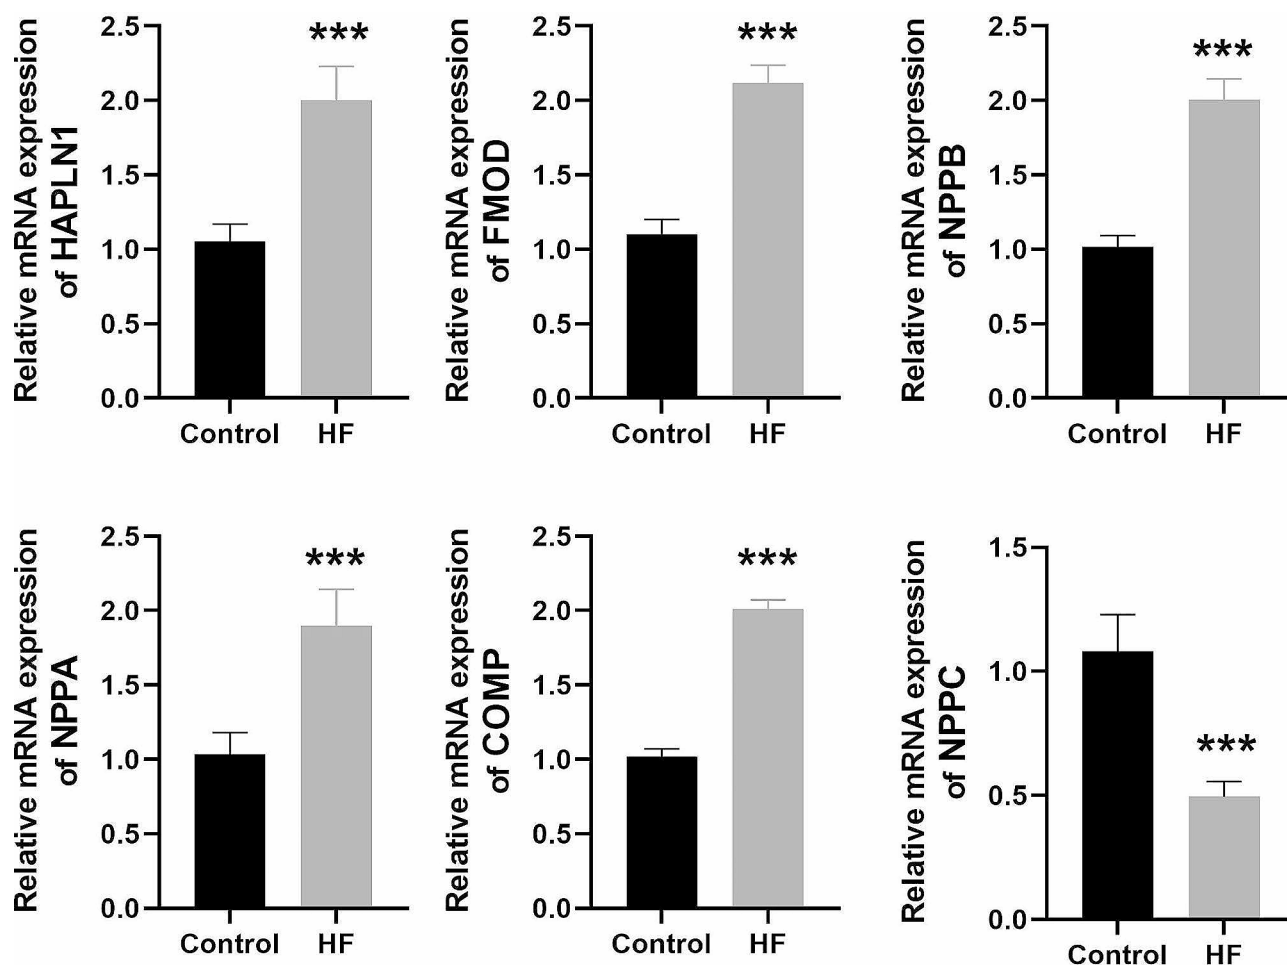 Relative mRNA expression
of HAPLN1
2.5
2.0
1.5
1.0
0.5
0.0
***
Control HF
Relative mRNA expression
of FMOD
2.5
2.0
1.5
1.0
0.5
0.0
***
Control HF
Relative mRNA expression
of NPPB
2.5
2.0
1.5
1.0
0.5
0.0
***
Control HF
Relative mRNA expression
of NPPA
2.5
2.0
1.5
1.0
0.5
0.0
***
Control HF
Relative mRNA expression
of COMP
2.5
2.0
1.5
1.0
0.5
0.0
***
Control HF
Relative mRNA expression
of NPPC
1.5
1.0
0.5
0.0
***
Control HF